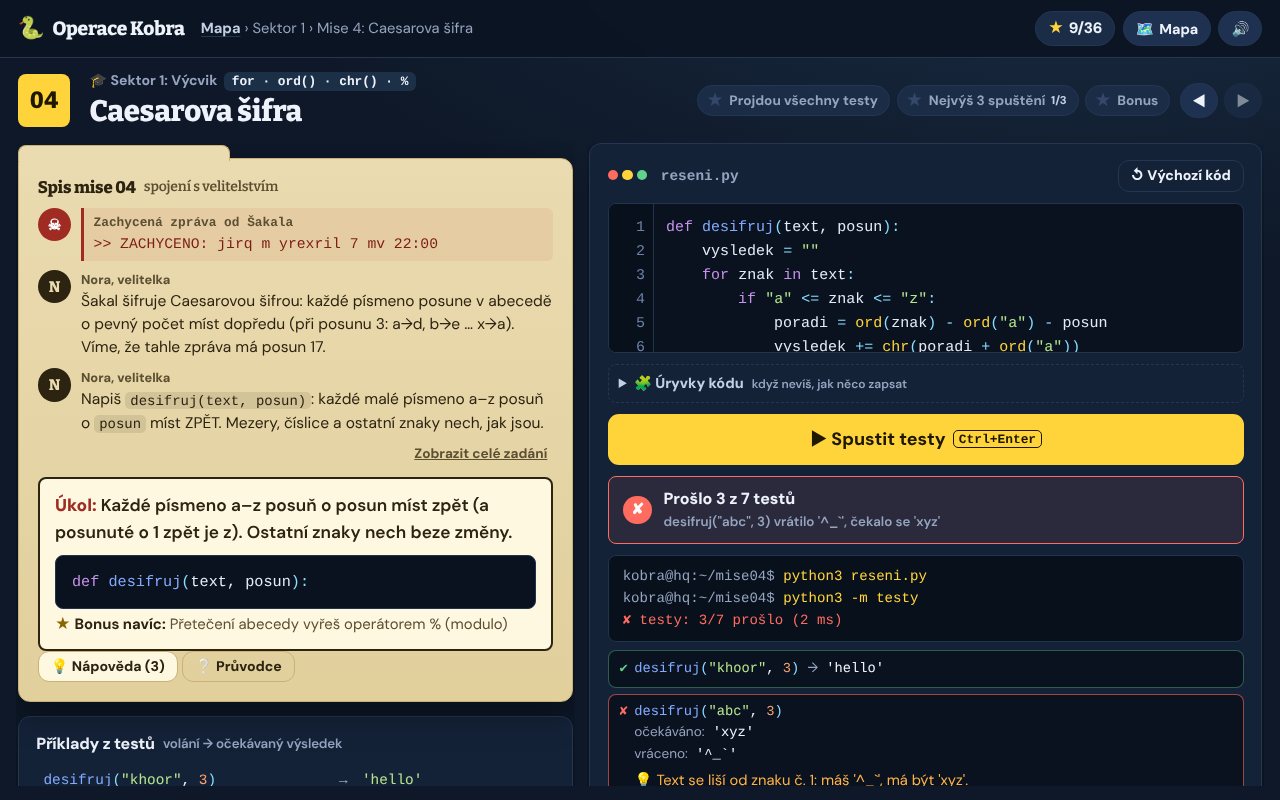 🐍 Operace Kobra Mapa › Sektor 1 › Mise 4: Caesarova šifra ★ 9/36 🗺️ Mapa 🔊
04
🎓 Sektor 1: Výcvik for · ord() · chr() · %
Caesarova šifra
★ Projdou všechny testy ★ Nejvýš 3 spuštění 1/3 ★ Bonus ◀ ▶
Spis mise 04 spojení s velitelstvím
Zachycená zpráva od Šakala
>> ZACHYCENO: jirq m yrexril 7 mv 22:00
N
Nora, velitelka
Šakal šifruje Caesarovou šifrou: každé písmeno posune v abecedě
o pevný počet míst dopředu (při posunu 3: a→d, b→e … x→a).
Víme, že tahle zpráva má posun 17.
N
Nora, velitelka
Napiš desifruj(text, posun): každé malé písmeno a–z posuň
o posun míst ZPĚT. Mezery, číslice a ostatní znaky nech, jak jsou.
Zobrazit celé zadání
Úkol: Každé písmeno a–z posuň o posun míst zpět (a
posunuté o 1 zpět je z). Ostatní znaky nech beze změny.
def desifruj(text, posun):
★ Bonus navíc: Přetečení abecedy vyřeš operátorem % (modulo)
💡 Nápověda (3) ❔ Průvodce
Příklady z testů volání → očekávaný výsledek
desifruj("khoor", 3) → 'hello'
reseni.py ↺ Výchozí kód
1 def desifruj(text, posun):
2 vysledek = ""
3 for znak in text:
4 if "a" <= znak <= "z":
5 poradi = ord(znak) - ord("a") - posun
6 vysledek += chr(poradi + ord("a"))
▶ 🧩 Úryvky kódu když nevíš, jak něco zapsat
▶ Spustit testy Ctrl+Enter
✘ Prošlo 3 z 7 testů
desifruj("abc", 3) vrátilo '^_`', čekalo se 'xyz'
kobra@hq:~/mise04$ python3 reseni.py
kobra@hq:~/mise04$ python3 -m testy
✘ testy: 3/7 prošlo (2 ms)
✔ desifruj("khoor", 3) → 'hello'
✘ desifruj("abc", 3)
očekáváno: 'xyz'
vráceno: '^_`'
💡 Text se liší od znaku č. 1: máš '^_`', má být 'xyz'.